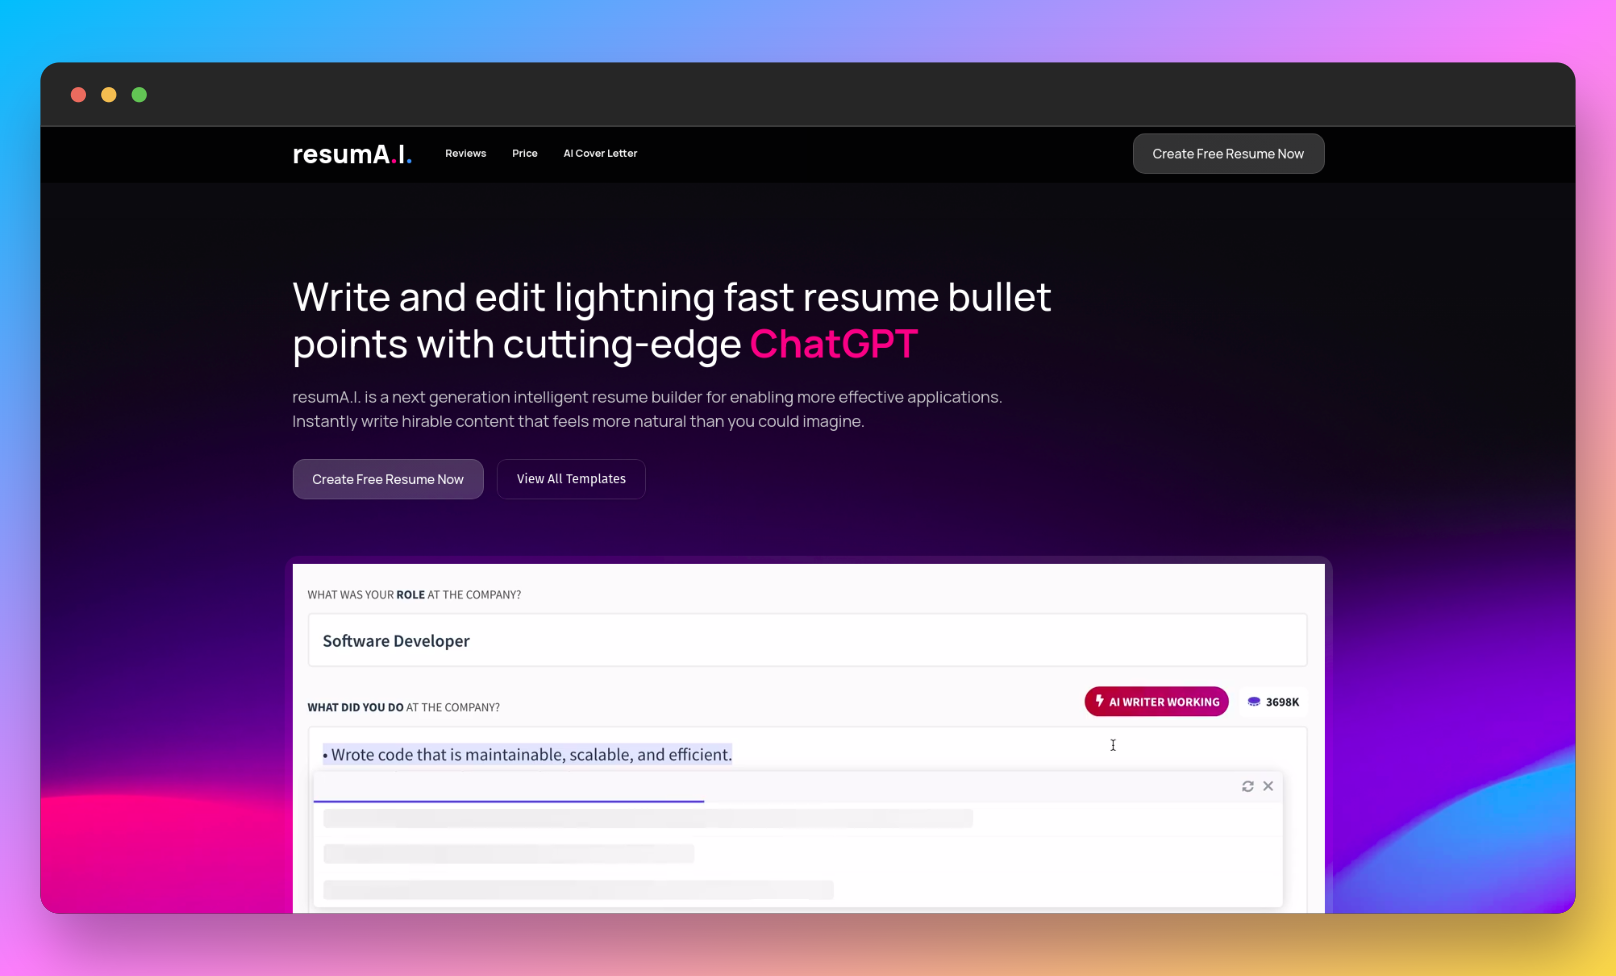 resumA.I.
Reviews
Price
AI Cover Letter
Create Free Resume Now
Write and edit lightning fast resume bullet
points with cutting-edge ChatGPT
resumA.I. is a next generation intelligent resume builder for enabling more effective applications.
Instantly write hirable content that feels more natural than you could imagine.
Create Free Resume Now
View All Templates
WHAT WAS YOUR ROLE AT THE COMPANY?
Software Developer
WHAT DID YOU DO AT THE COMPANY?
AI WRITER WORKING
3698K
• Wrote code that is maintainable, scalable, and efficient.